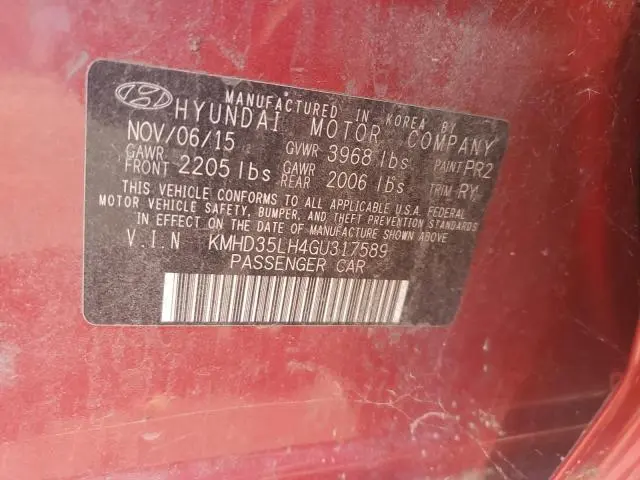 MANUFACTURED IN KOREA BY
HYUNDAI MOTOR COMPANY
NOV/06/15 GVWR 3968 lbs PAINT PR2
GAWR FRONT 2205 lbs GAWR REAR 2006 lbs TRIM RY
THIS VEHICLE CONFORMS TO ALL APPLICABLE U.S.A. FEDERAL
MOTOR VEHICLE SAFETY, BUMPER, AND THEFT PREVENTION STANDARDS
IN EFFECT ON THE DATE OF MANUFACTURE SHOWN ABOVE.
V.I.N KMHD35LH4GU317589
PASSENGER CAR